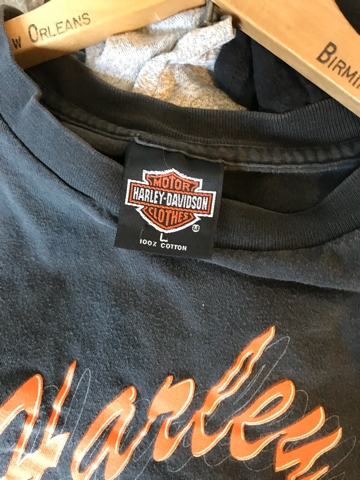 W ORLEANS
BIRMI
MOTOR
HARLEY-DAVIDSON
CLOTHES
®
L
100% COTTON
Harley